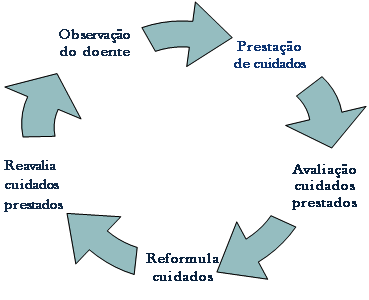 Observação
do doente
Prestação
de cuidados
Avaliação
cuidados
prestados
Reformula
cuidados
Reavalia
cuidados
prestados